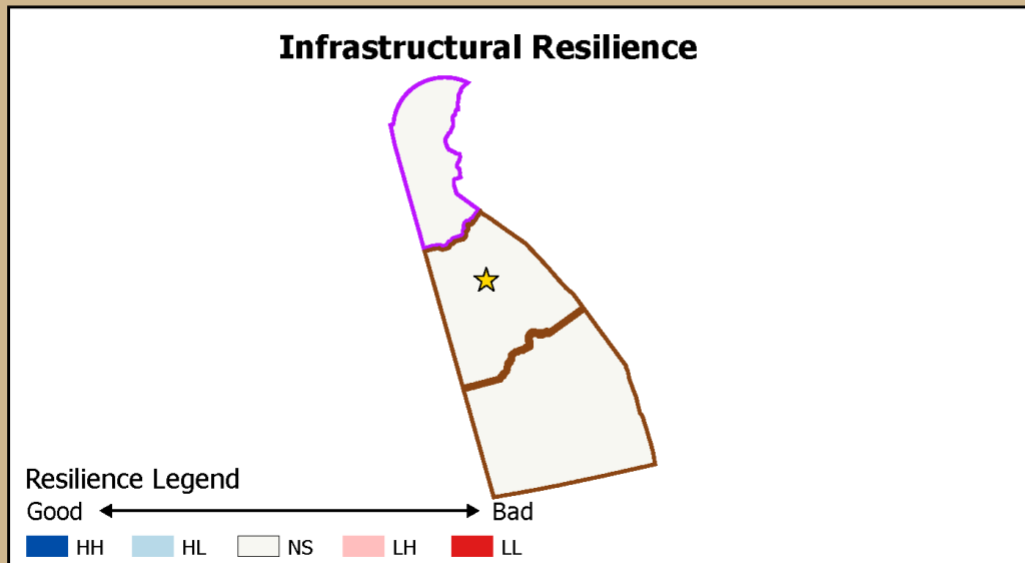 Infrastructural Resilience
Resilience Legend
Good Bad
HH HL NS LH LL